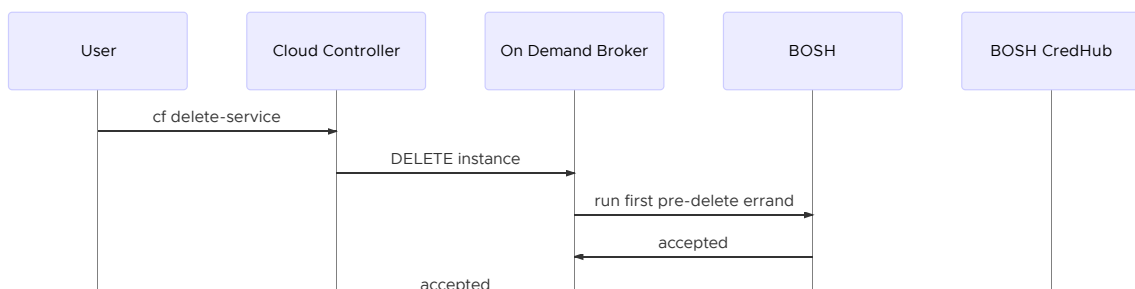 User
Cloud Controller
On Demand Broker
BOSH
BOSH CredHub
cf delete-service
DELETE instance
run first pre-delete errand
accepted
accepted